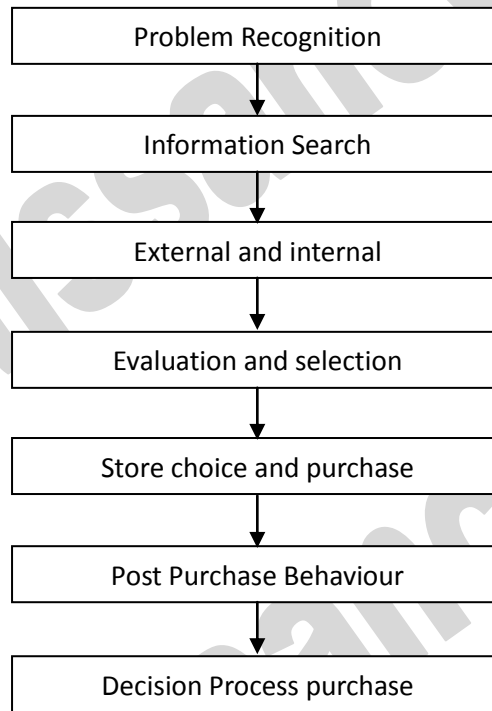 Problem Recognition
Information Search
External and internal
Evaluation and selection
Store choice and purchase
Post Purchase Behaviour
Decision Process purchase